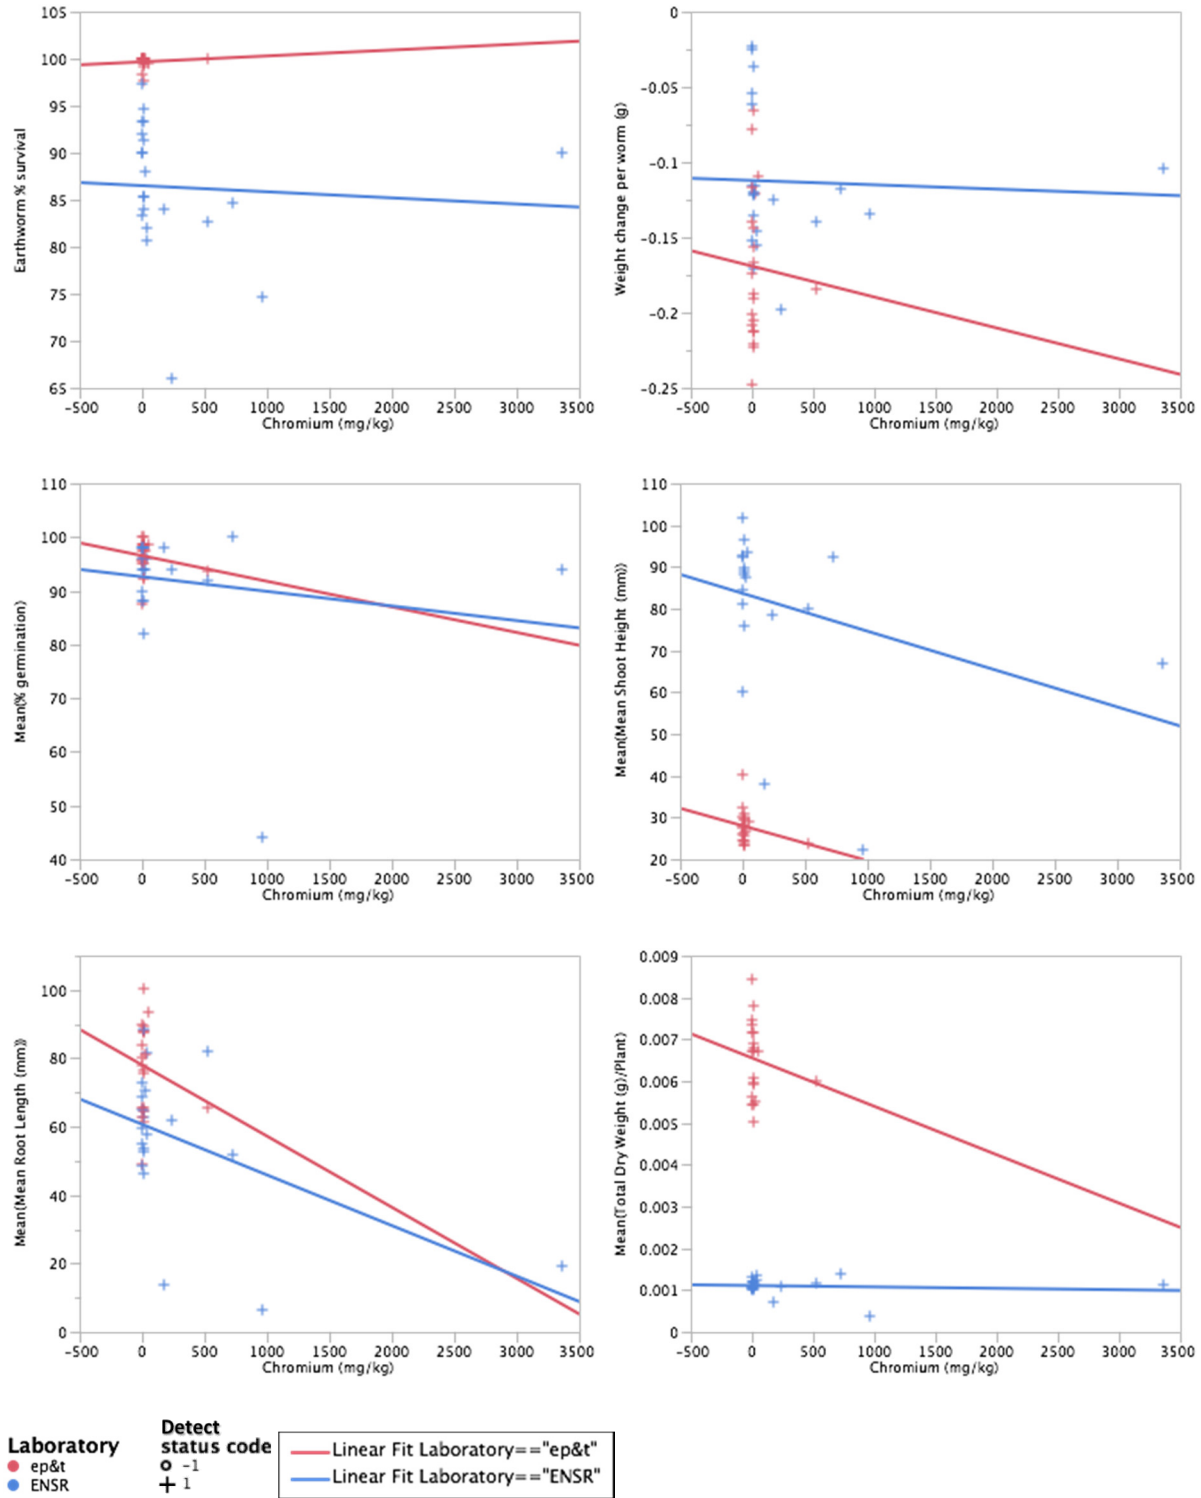 105
100
95
90
85
80
75
70
65
Earthworm % survival
-500 0 500 1000 1500 2000 2500 3000 3500
Chromium (mg/kg)
0
-0.05
-0.1
-0.15
-0.2
-0.25
Weight change per worm (g)
-500 0 500 1000 1500 2000 2500 3000 3500
Chromium (mg/kg)
110
100
90
80
70
60
50
40
Mean(% germination)
-500 0 500 1000 1500 2000 2500 3000 3500
Chromium (mg/kg)
110
100
90
80
70
60
50
40
30
20
Mean(Mean Shoot Height (mm))
-500 0 500 1000 1500 2000 2500 3000 3500
Chromium (mg/kg)
100
80
60
40
20
0
Mean(Mean Root Length (mm))
-500 0 500 1000 1500 2000 2500 3000 3500
Chromium (mg/kg)
0.009
0.008
0.007
0.006
0.005
0.004
0.003
0.002
0.001
0
Mean(Total Dry Weight (g)/Plant)
-500 0 500 1000 1500 2000 2500 3000 3500
Chromium (mg/kg)
Laboratory
ep&t
ENSR
Detect
status code
-1
1
Linear Fit Laboratory=="ep&t"
Linear Fit Laboratory=="ENSR"